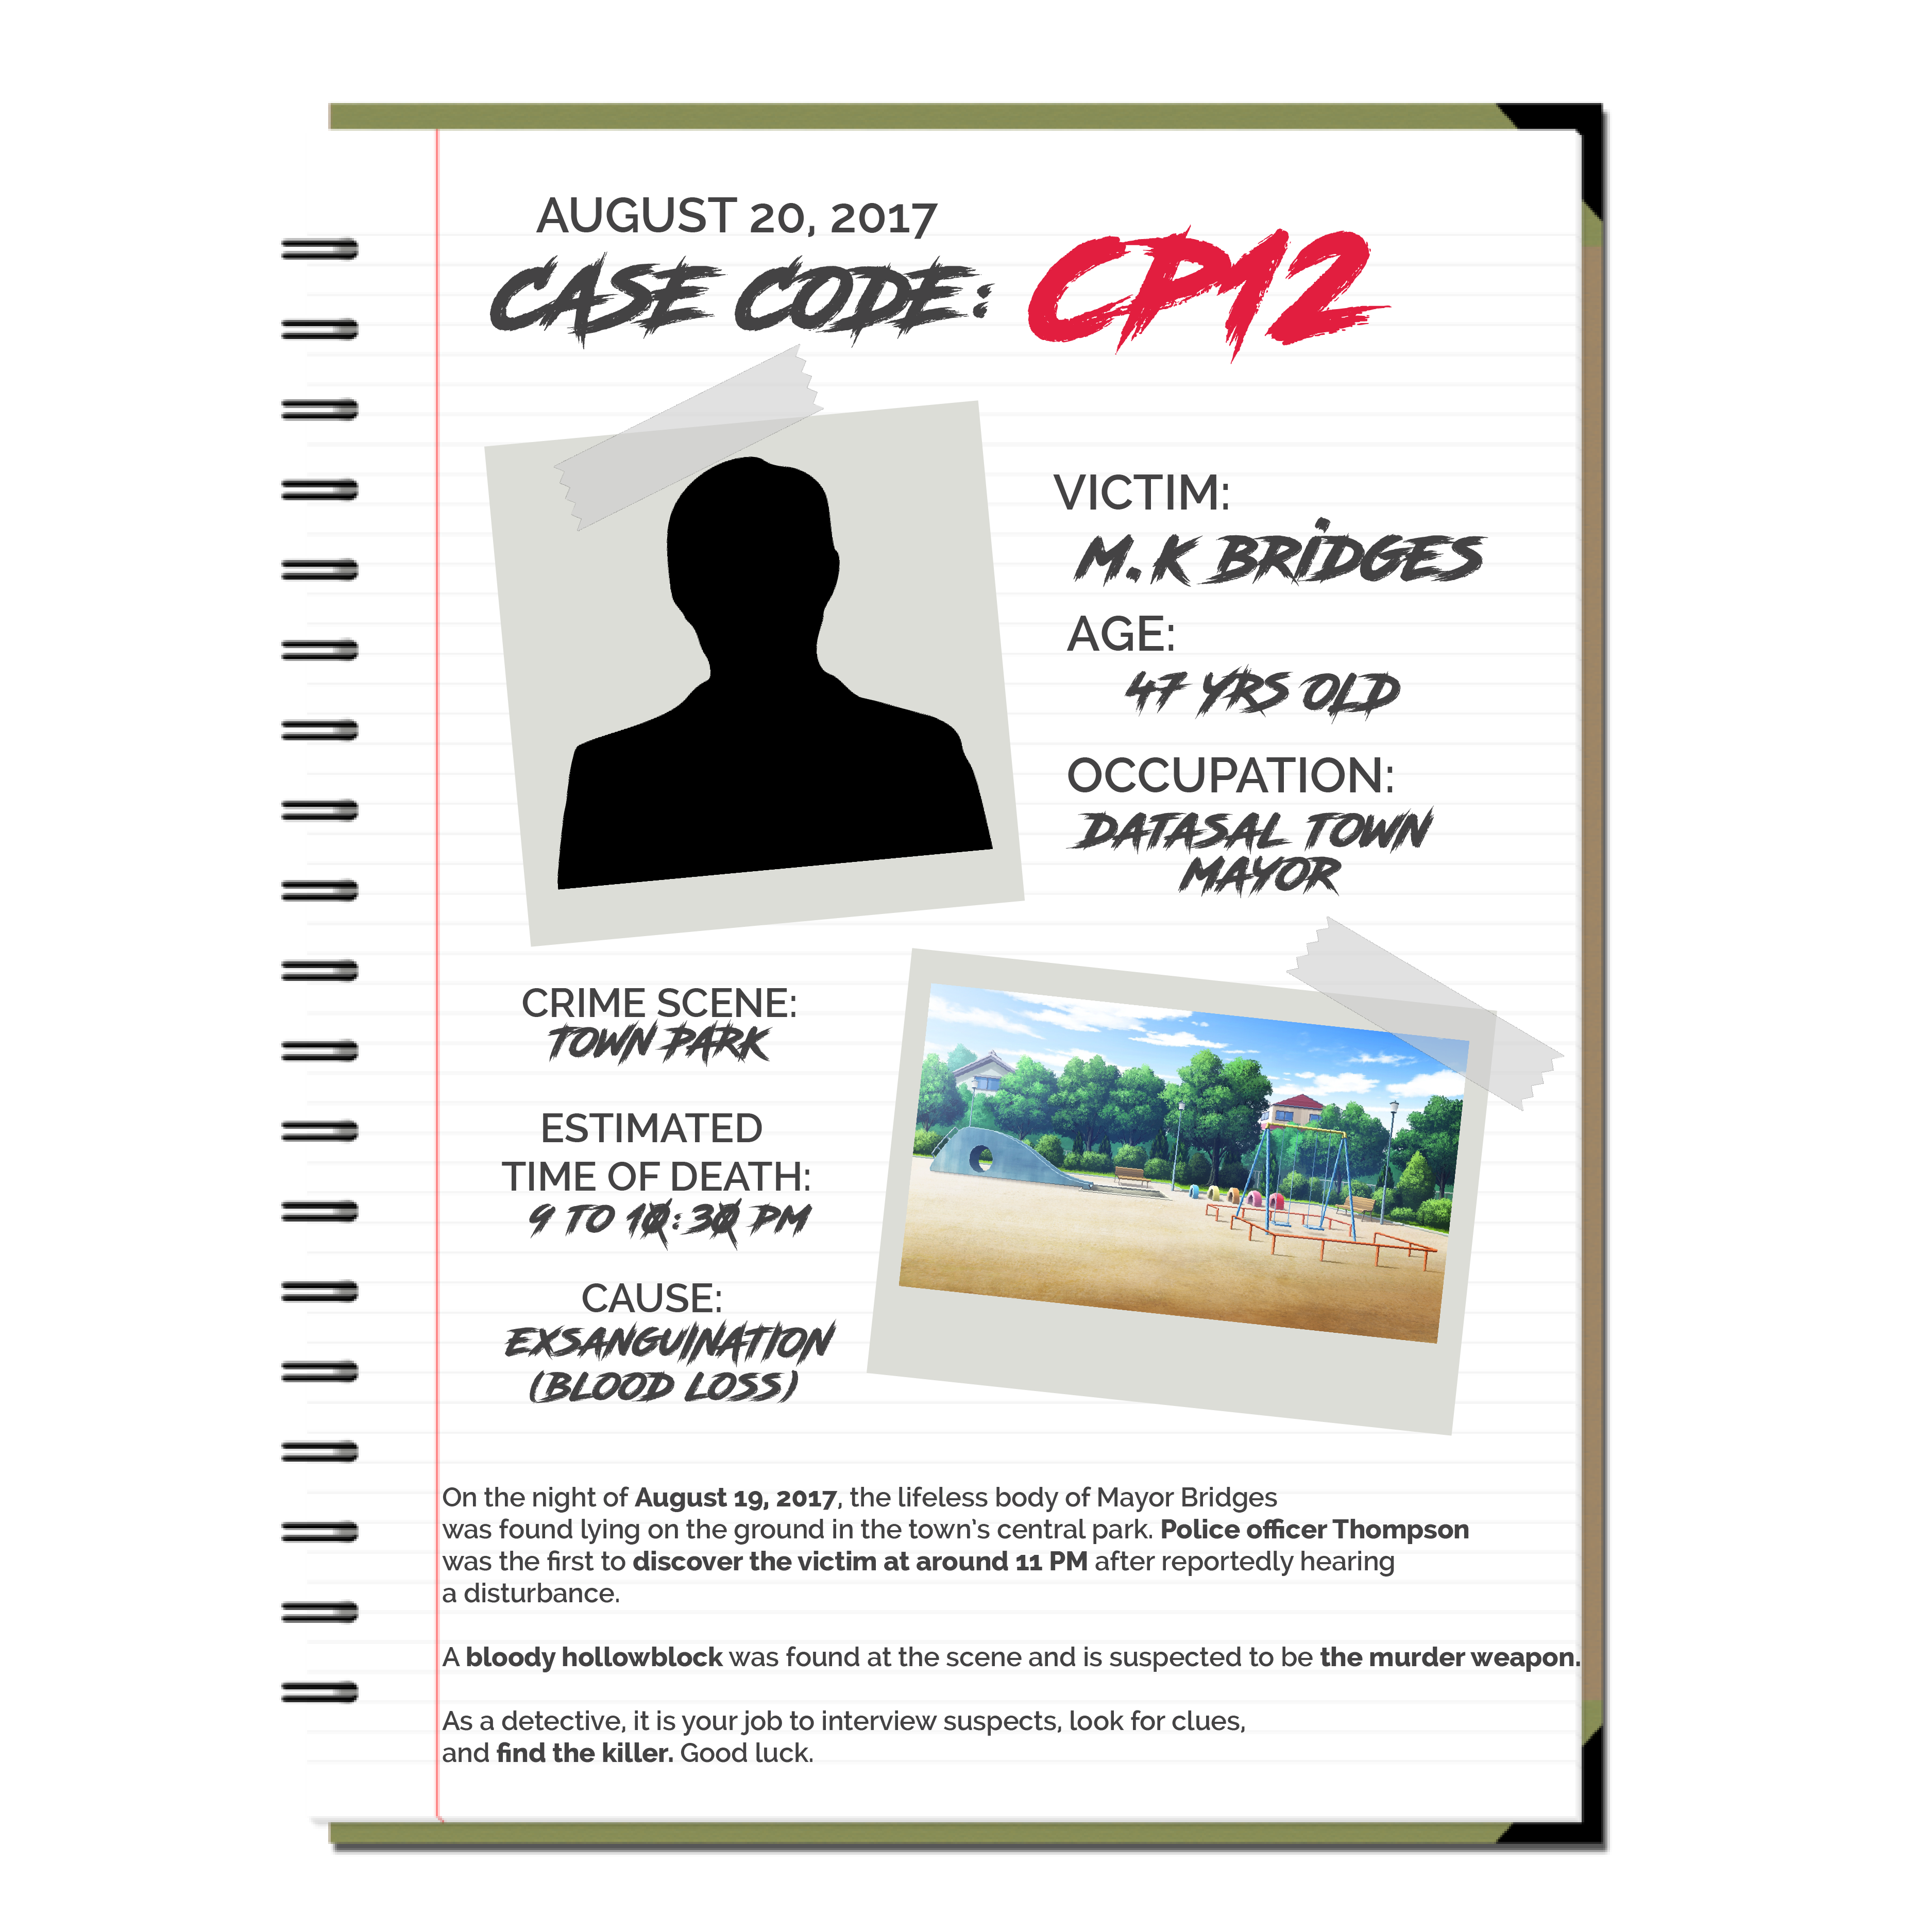 AUGUST 20, 2017
CASE CODE: CP12
VICTIM:
M.K BRIDGES
AGE:
47 YRS OLD
OCCUPATION:
DATASAL TOWN
MAYOR
CRIME SCENE:
TOWN PARK
ESTIMATED
TIME OF DEATH:
9 TO 10:30 PM
CAUSE:
EXSANGUINATION
(BLOOD LOSS)
On the night of August 19, 2017, the lifeless body of Mayor Bridges
was found lying on the ground in the town's central park. Police officer Thompson
was the first to discover the victim at around 11 PM after reportedly hearing
a disturbance.
A bloody hollowblock was found at the scene and is suspected to be the murder weapon.
As a detective, it is your job to interview suspects, look for clues,
and find the killer. Good luck.